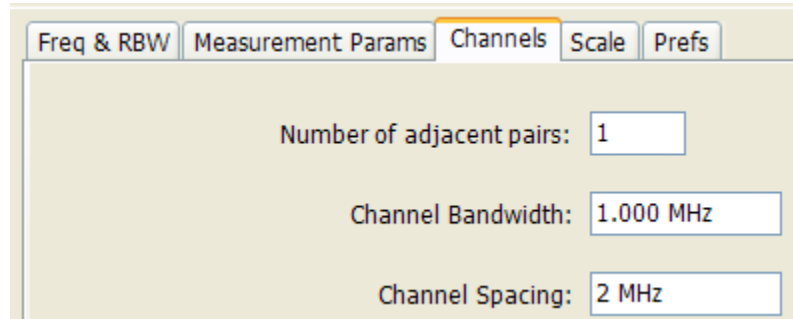 Freq & RBW Measurement Params Channels Scale Prefs
Number of adjacent pairs: 1
Channel Bandwidth: 1.000 MHz
Channel Spacing: 2 MHz